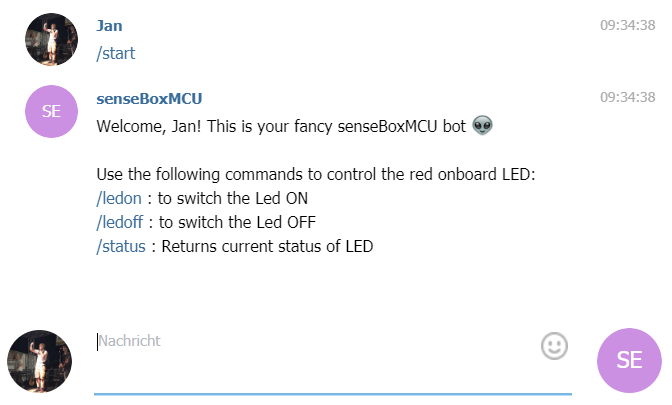 Jan 09:34:38
/start
SE senseBoxMCU 09:34:38
Welcome, Jan! This is your fancy senseBoxMCU bot 👽
Use the following commands to control the red onboard LED:
/ledon : to switch the Led ON
/ledoff : to switch the Led OFF
/status : Returns current status of LED
Nachricht
SE